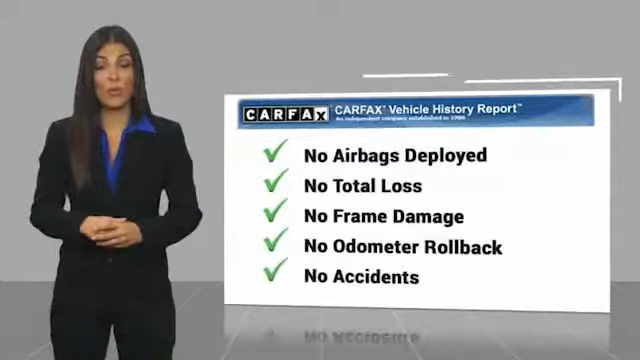 CARFAX CARFAX® Vehicle History Report™
An independent company established in 1986
No Airbags Deployed
No Total Loss
No Frame Damage
No Odometer Rollback
No Accidents